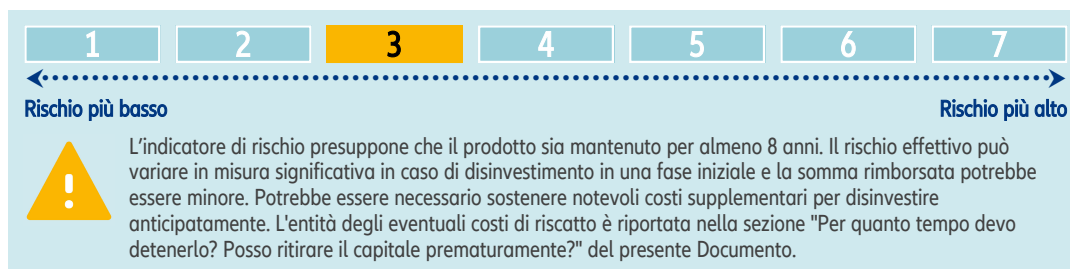 1 2 3 4 5 6 7
Rischio più basso Rischio più alto
L'indicatore di rischio presuppone che il prodotto sia mantenuto per almeno 8 anni. Il rischio effettivo può
variare in misura significativa in caso di disinvestimento in una fase iniziale e la somma rimborsata potrebbe
essere minore. Potrebbe essere necessario sostenere notevoli costi supplementari per disinvestire
anticipatamente. L'entità degli eventuali costi di riscatto è riportata nella sezione "Per quanto tempo devo
detenerlo? Posso ritirare il capitale prematuramente?" del presente Documento.